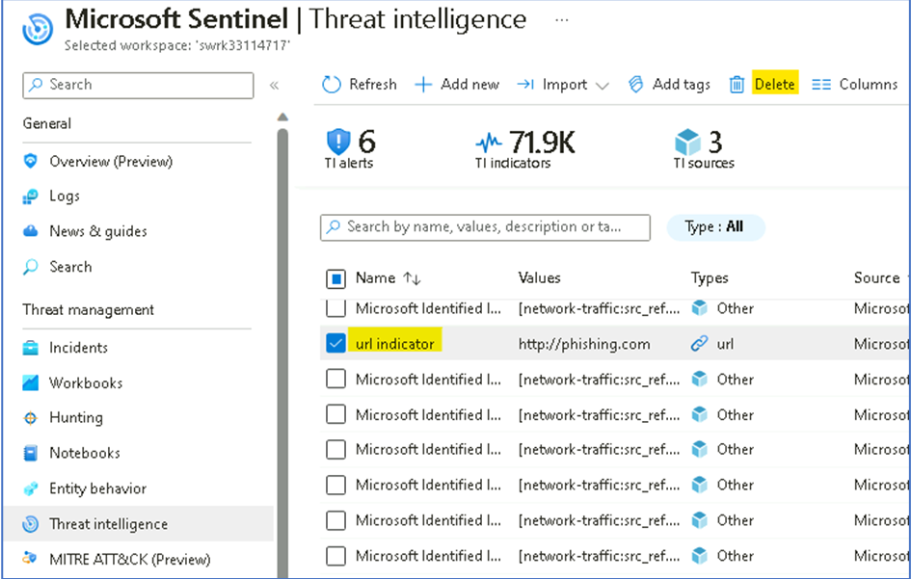 Microsoft Sentinel | Threat intelligence ...
Selected workspace: 'swrk33114717'
Search
«
General
Overview (Preview)
Logs
News & guides
Search
Threat management
Incidents
Workbooks
Hunting
Notebooks
Entity behavior
Threat intelligence
MITRE ATT&CK (Preview)
Refresh Add new Import Add tags Delete Columns
6 71.9K 3
TI alerts TI indicators TI sources
Search by name, values, description or ta... Type : All
Name ↑↓ Values Types Source
Microsoft Identified I... [network-traffic:src_ref.... Other Microsof
url indicator http://phishing.com url Microsof
Microsoft Identified I... [network-traffic:src_ref.... Other Microsof
Microsoft Identified I... [network-traffic:src_ref.... Other Microsof
Microsoft Identified I... [network-traffic:src_ref.... Other Microsof
Microsoft Identified I... [network-traffic:src_ref.... Other Microsof
Microsoft Identified I... [network-traffic:src_ref.... Other Microsof
Microsoft Identified I... [network-traffic:src_ref.... Other Microsof